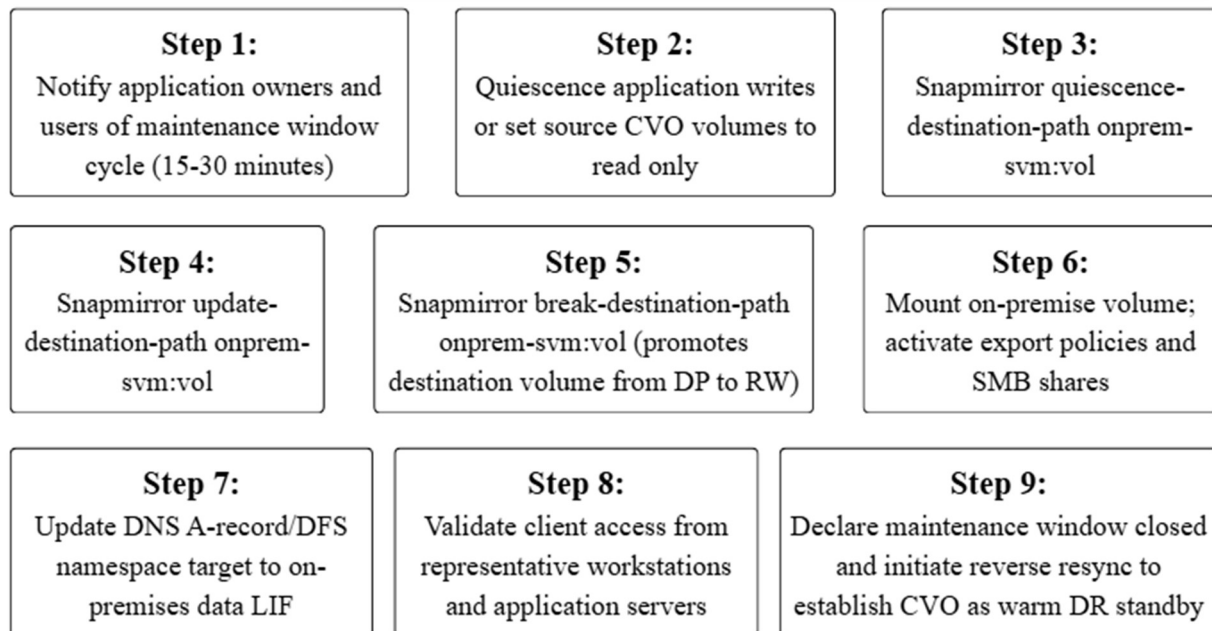 Step 1:
Notify application owners and
users of maintenance window
cycle (15-30 minutes)
Step 2:
Quiescence application writes
or set source CVO volumes to
read only
Step 3:
Snapmirror quiescence-
destination-path onprem-
svm:vol
Step 4:
Snapmirror update-
destination-path onprem-
svm:vol
Step 5:
Snapmirror break-destination-path
onprem-svm:vol (promotes
destination volume from DP to RW)
Step 6:
Mount on-premise volume;
activate export policies and
SMB shares
Step 7:
Update DNS A-record/DFS
namespace target to on-
premises data LIF
Step 8:
Validate client access from
representative workstations
and application servers
Step 9:
Declare maintenance window closed
and initiate reverse resync to
establish CVO as warm DR standby